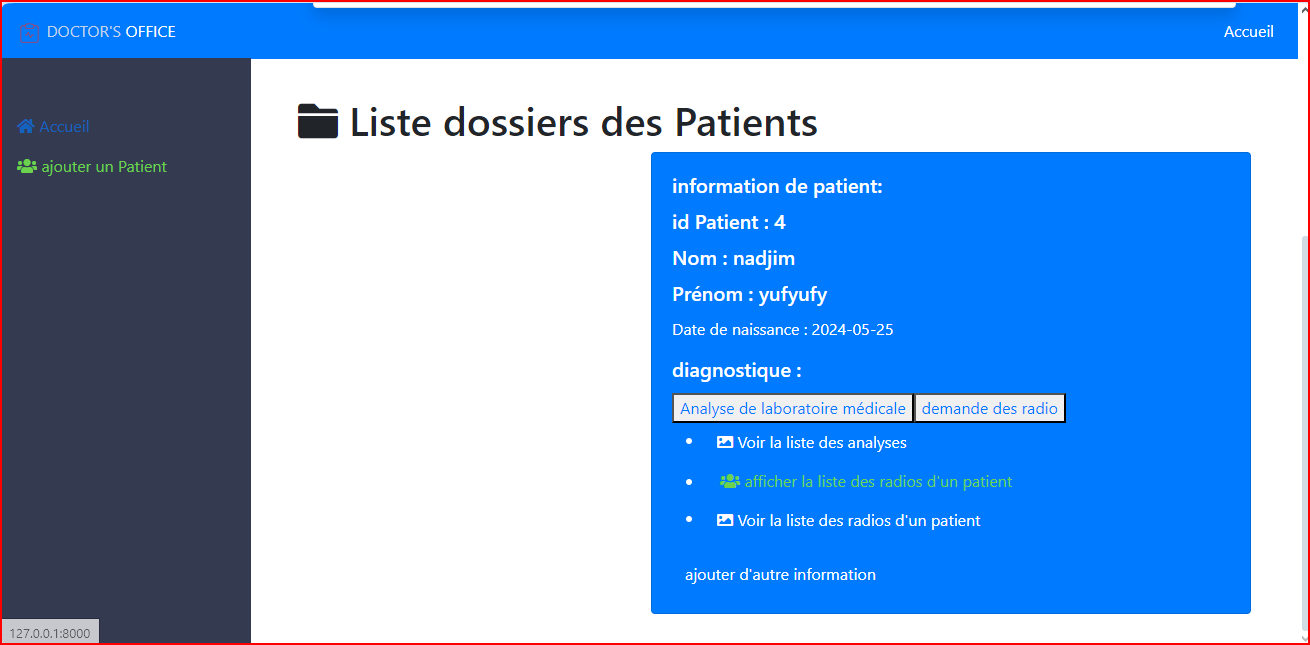 DOCTOR'S OFFICE
Accueil
Accueil
ajouter un Patient
Liste dossiers des Patients
information de patient:
id Patient : 4
Nom : nadjim
Prénom : yufyufy
Date de naissance : 2024-05-25
diagnostique :
Analyse de laboratoire médicale demande des radio
• Voir la liste des analyses
• afficher la liste des radios d'un patient
• Voir la liste des radios d'un patient
ajouter d'autre information
127.0.0.1:8000